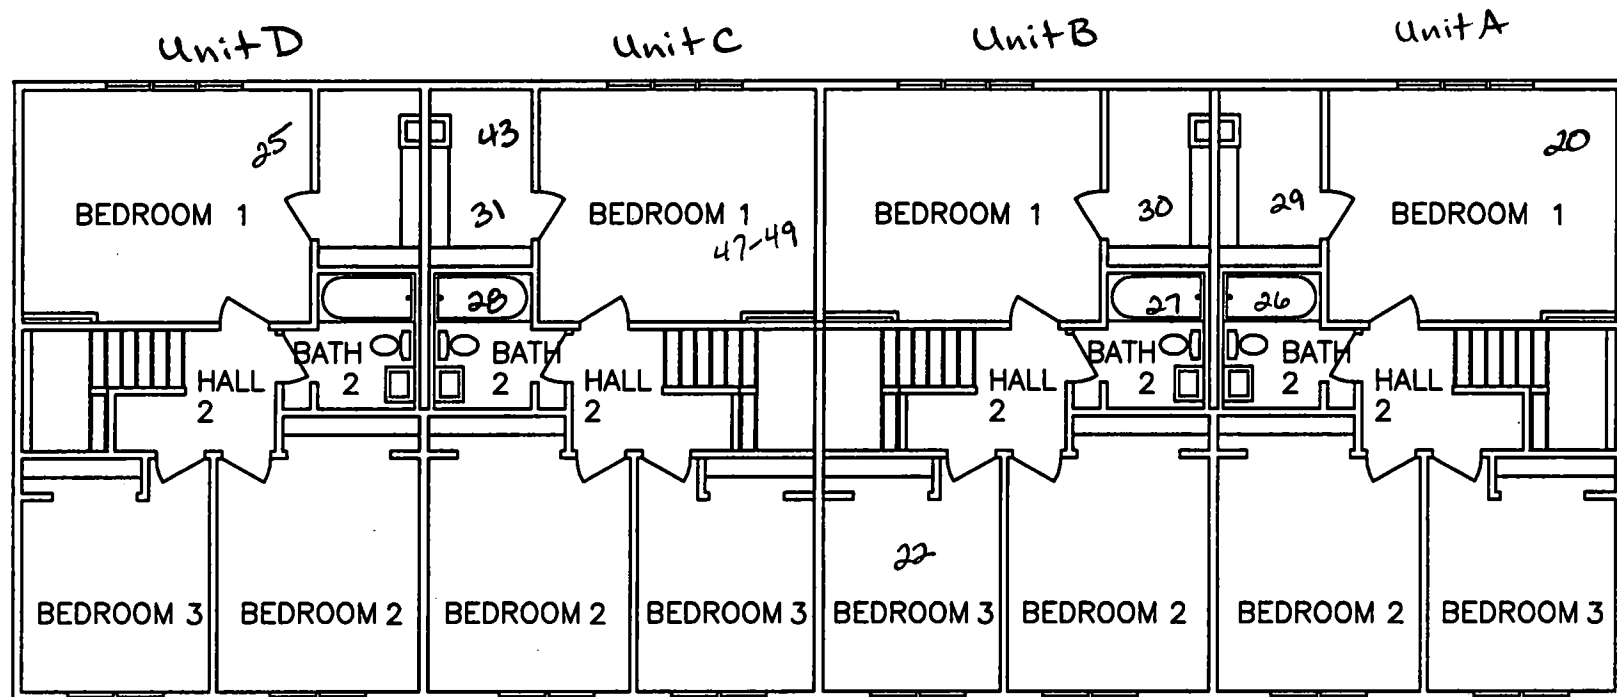 Unit D Unit C Unit B Unit A
25 43 20
BEDROOM 1 31 BEDROOM 1 BEDROOM 1 30 29 BEDROOM 1
47-49
28 27 26
BATH 2 BATH 2 BATH 2 BATH 2
HALL 2 HALL 2 HALL 2 HALL 2
22
BEDROOM 3 BEDROOM 2 BEDROOM 2 BEDROOM 3 BEDROOM 3 BEDROOM 2 BEDROOM 2 BEDROOM 3